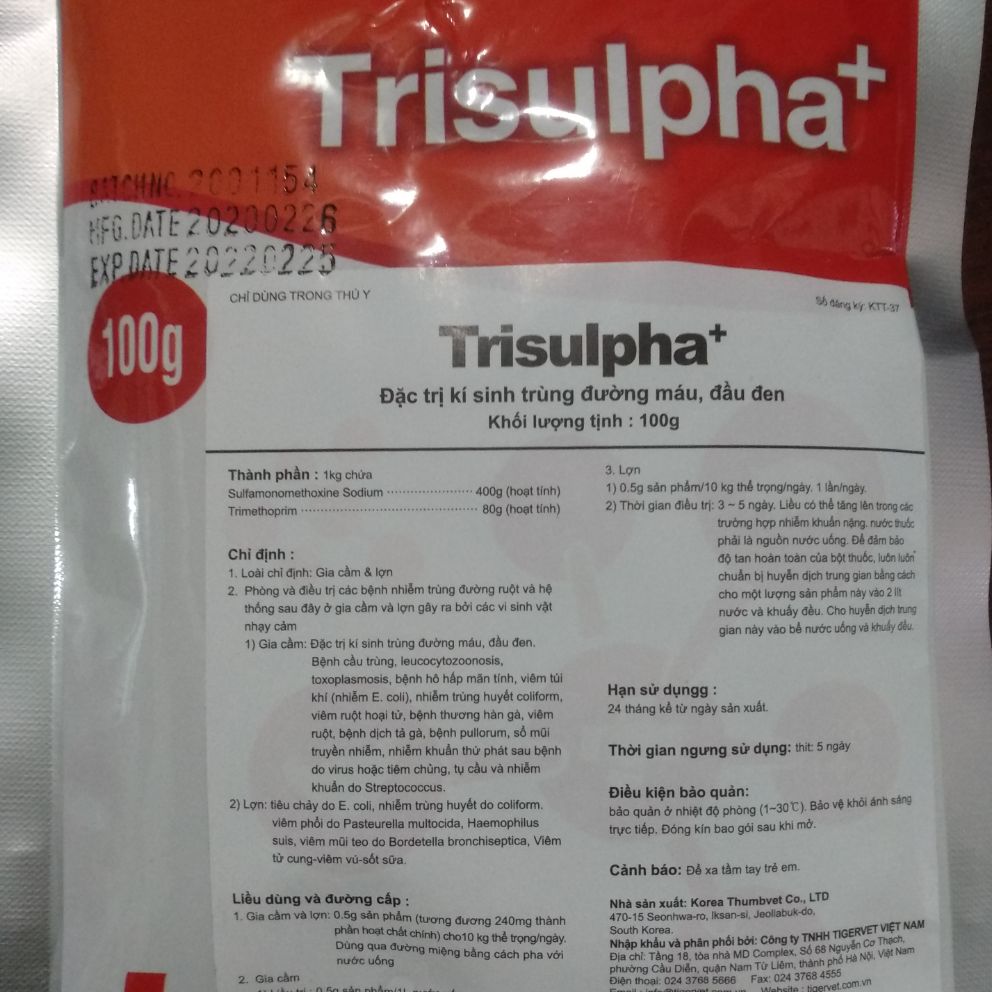 Trisulpha+
BATCH NC. 2001154
MFG. DATE 20200226
EXP. DATE 20220225
100g
CHỈ DÙNG TRONG THÚ Y
Số đăng ký: KTT-37
Trisulpha+
Đặc trị kí sinh trùng đường máu, đầu đen
Khối lượng tịnh : 100g
Thành phần : 1kg chứa
Sulfamonomethoxine Sodium ························ 400g (hoạt tính)
Trimethoprim ················································ 80g (hoạt tính)
Chỉ định :
1. Loài chỉ định: Gia cầm & lợn
2. Phòng và điều trị các bệnh nhiễm trùng đường ruột và hệ
thống sau đây ở gia cầm và lợn gây ra bởi các vi sinh vật
nhạy cảm
1) Gia cầm: Đặc trị kí sinh trùng đường máu, đầu đen.
Bệnh cầu trùng, leucocytozoonosis,
toxoplasmosis, bệnh hô hấp mãn tính, viêm túi
khí (nhiễm E. coli), nhiễm trùng huyết coliform,
viêm ruột hoại tử, bệnh thương hàn gà, viêm
ruột, bệnh dịch tả gà, bệnh pullorum, sổ mũi
truyền nhiễm, nhiễm khuẩn thứ phát sau bệnh
do virus hoặc tiêm chủng, tụ cầu và nhiễm
khuẩn do Streptococcus.
2) Lợn: tiêu chảy do E. coli, nhiễm trùng huyết do coliform.
viêm phổi do Pasteurella multocida, Haemophilus
suis, viêm mũi teo do Bordetella bronchiseptica, Viêm
tử cung-viêm vú-sốt sữa.
Liều dùng và đường cấp :
1. Gia cầm và lợn: 0.5g sản phẩm (tương đương 240mg thành
phần hoạt chất chính) cho10 kg thể trọng/ngày.
Dùng qua đường miệng bằng cách pha với
nước uống
2. Gia cầm
3. Lợn
1) 0.5g sản phẩm/10 kg thể trọng/ngày. 1 lần/ngày.
2) Thời gian điều trị: 3 ~ 5 ngày. Liều có thể tăng lên trong các
trường hợp nhiễm khuẩn nặng. nước thuốc
phải là nguồn nước uống. Để đảm bảo
độ tan hoàn toàn của bột thuốc, luôn luôn
chuẩn bị huyễn dịch trung gian bằng cách
cho một lượng sản phẩm này vào 2 lít
nước và khuấy đều. Cho huyễn dịch trung
gian này vào bể nước uống và khuấy đều.
Hạn sử dụngg :
24 tháng kể từ ngày sản xuất.
Thời gian ngưng sử dụng: thịt: 5 ngày
Điều kiện bảo quản:
bảo quản ở nhiệt độ phòng (1~30℃). Bảo vệ khỏi ánh sáng
trực tiếp. Đóng kín bao gói sau khi mở.
Cảnh báo: Để xa tầm tay trẻ em.
Nhà sản xuất: Korea Thumbvet Co., LTD
470-15 Seonhwa-ro, Iksan-si, Jeollabuk-do,
South Korea.
Nhập khẩu và phân phối bởi: Công ty TNHH TIGERVET VIỆT NAM
Địa chỉ: Tầng 18, tòa nhà MD Complex, Số 68 Nguyễn Cơ Thạch,
phường Cầu Diễn, quận Nam Từ Liêm, thành phố Hà Nội, Việt Nam
Điện thoại: 024 3768 5666 Fax: 024 3768 4555
Website : tigervet.com.vn